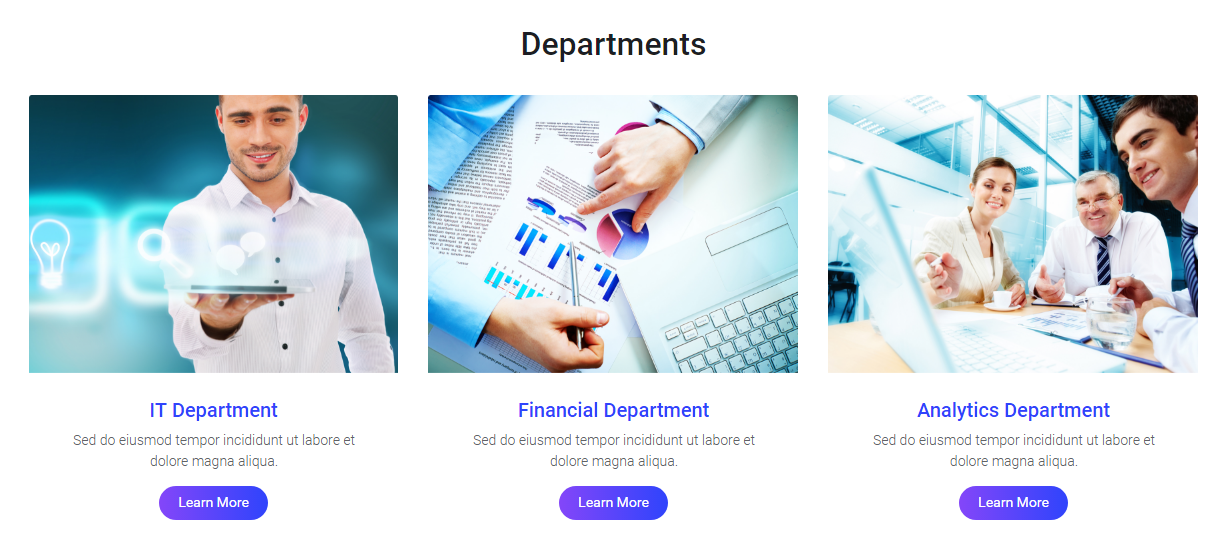 Departments
IT Department
Sed do eiusmod tempor incididunt ut labore et
dolore magna aliqua.
Learn More
Financial Department
Sed do eiusmod tempor incididunt ut labore et
dolore magna aliqua.
Learn More
Analytics Department
Sed do eiusmod tempor incididunt ut labore et
dolore magna aliqua.
Learn More